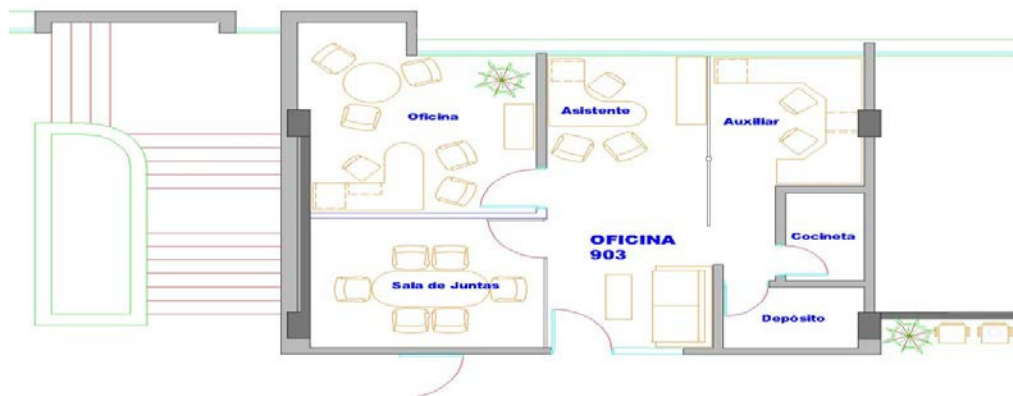 Oficina
Asistente
Auxiliar
OFICINA
903
Cocineta
Sala de Juntas
Depósito